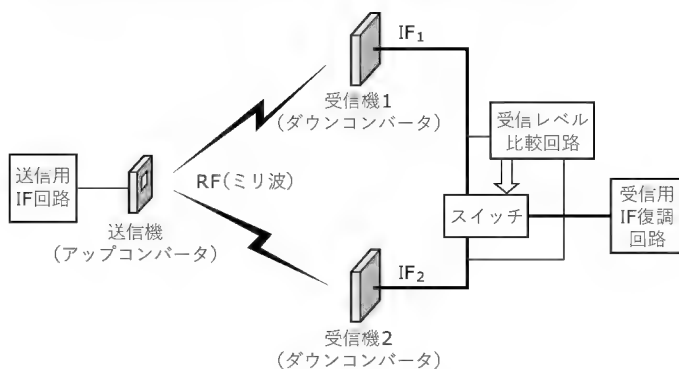 IF₁
受信機1
(ダウンコンバータ)
受信レベル
比較回路
送信用
IF回路
RF(ミリ波)
送信機
(アップコンバータ)
スイッチ
受信用
IF復調
回路
IF₂
受信機2
(ダウンコンバータ)